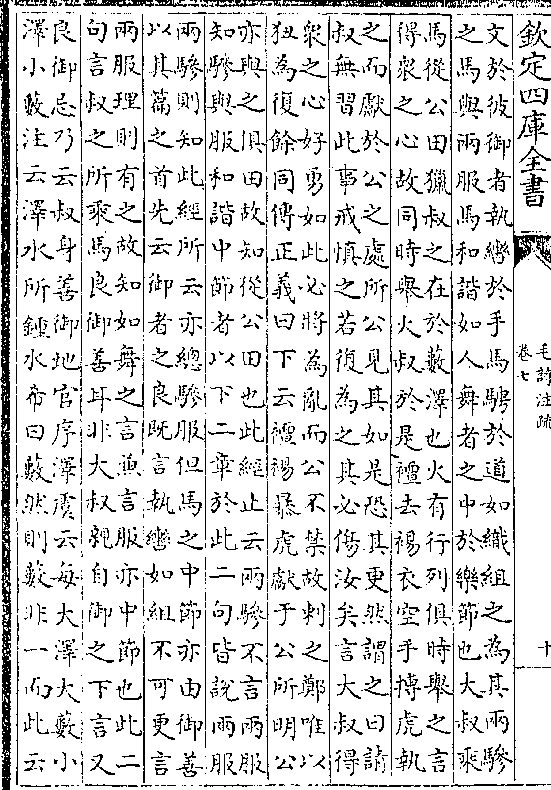 欽定四庫全書
毛詩注疏
卷七
十
文於彼御者執轡於手馬騁於道如織組之為其兩驂
之馬與兩服馬和諧如人舞者之中於樂節也大叔乘
馬從公田獵叔之在於藪澤也火有行列俱時舉之言
得衆之心故同時舉火叔於是襢去裼衣空手搏虎執
之而獻於公之處所公見其如是恐其更然謂之曰請
叔無習此事戒慎之若復為之其必傷汝矣言大叔得
衆之心好勇如此必將為亂而公不禁故刺之鄭唯以
狃為復餘同傳正義曰下云襢裼暴虎獻于公所明公
亦與之俱田故知從公田也此經止云兩驂不言兩服
知驂與服和諧中節者以下二章於此二句皆說兩服
兩驂則知此經所云亦總驂服但馬之中節亦由御善
以其篇之首先云御者之良既言執轡如組不可更言
兩服理則有之故知如舞之言兼言服亦中節也此二
句言叔之所乘馬良御善耳非大叔親自御之下言又
良御忌乃云叔身善御地官序澤虞云每大澤大藪小
澤小藪注云澤水所鍾水希曰藪然則藪非一而此云